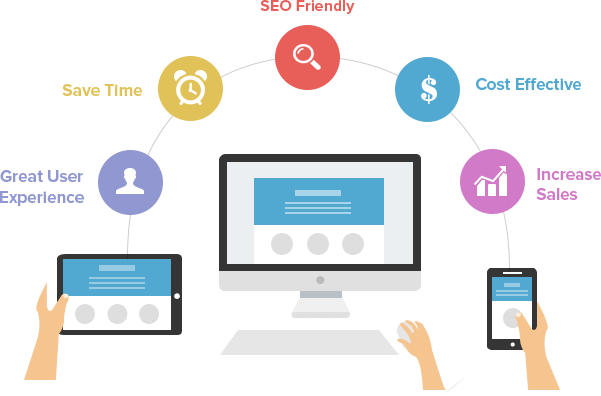 SEO Friendly
Save Time
Cost Effective
Great User
Experience
Increase
Sales
$